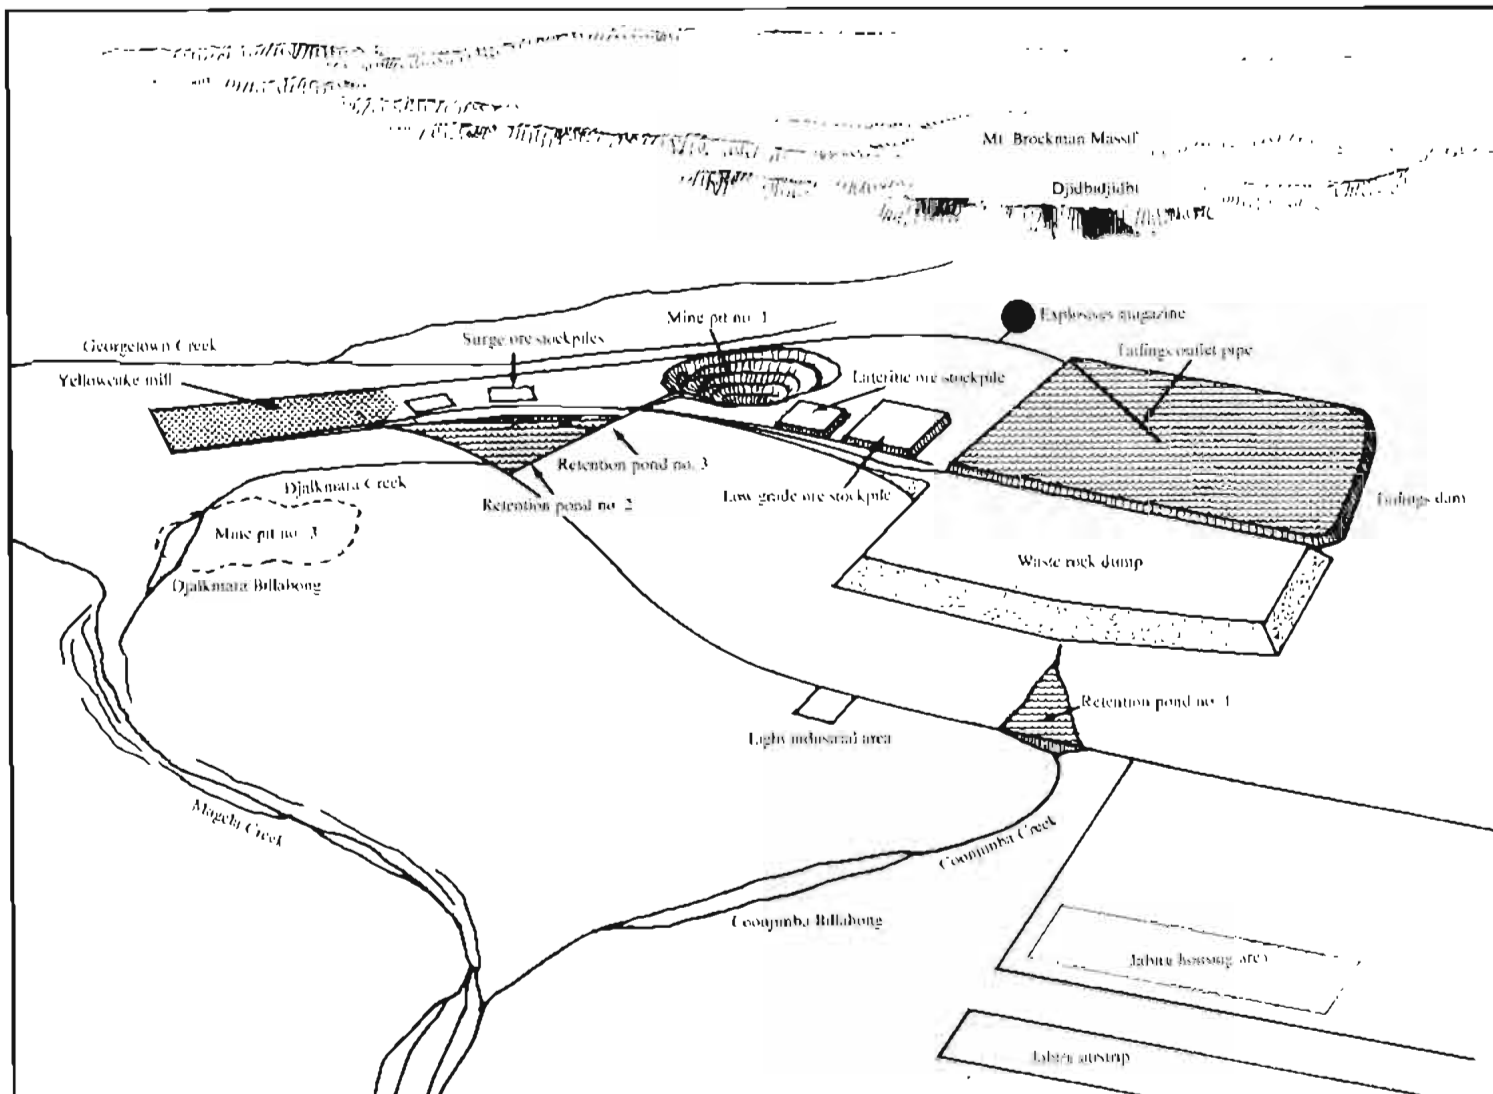 Mt. Brockman Massif
Djidbidjidbi
Explosives magazine
Mine pit no. 1
Tailings outlet pipe
Surge ore stockpiles
Georgetown Creek
Yellowcake mill
Lateritic ore stockpile
Retention pond no. 3
Djalkmara Creek
Low grade ore stockpile
Retention pond no. 2
Tailings dam
Mine pit no. 3
Waste rock dump
Djalkmara Billabong
Retention pond no. 1
Light industrial area
Magela Creek
Coonjimba Creek
Coonjimba Billabong
Jabiru housing area
Jabiru airstrip